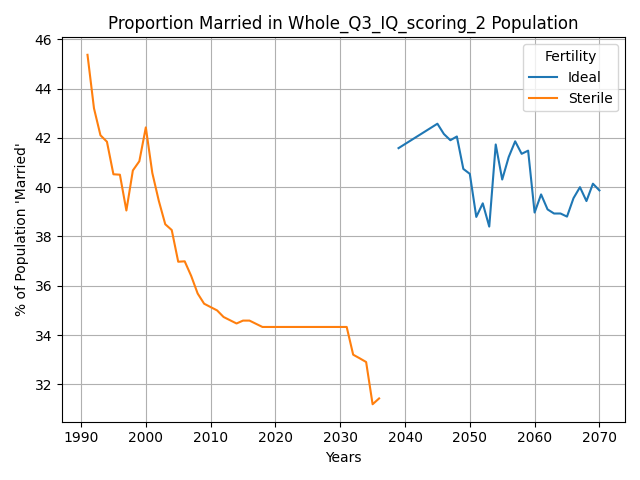 Proportion Married in Whole_Q3_IQ_scoring_2 Population
% of Population 'Married'
46
44
42
40
38
36
34
32
Fertility
Ideal
Sterile
1990 2000 2010 2020 2030 2040 2050 2060 2070
Years